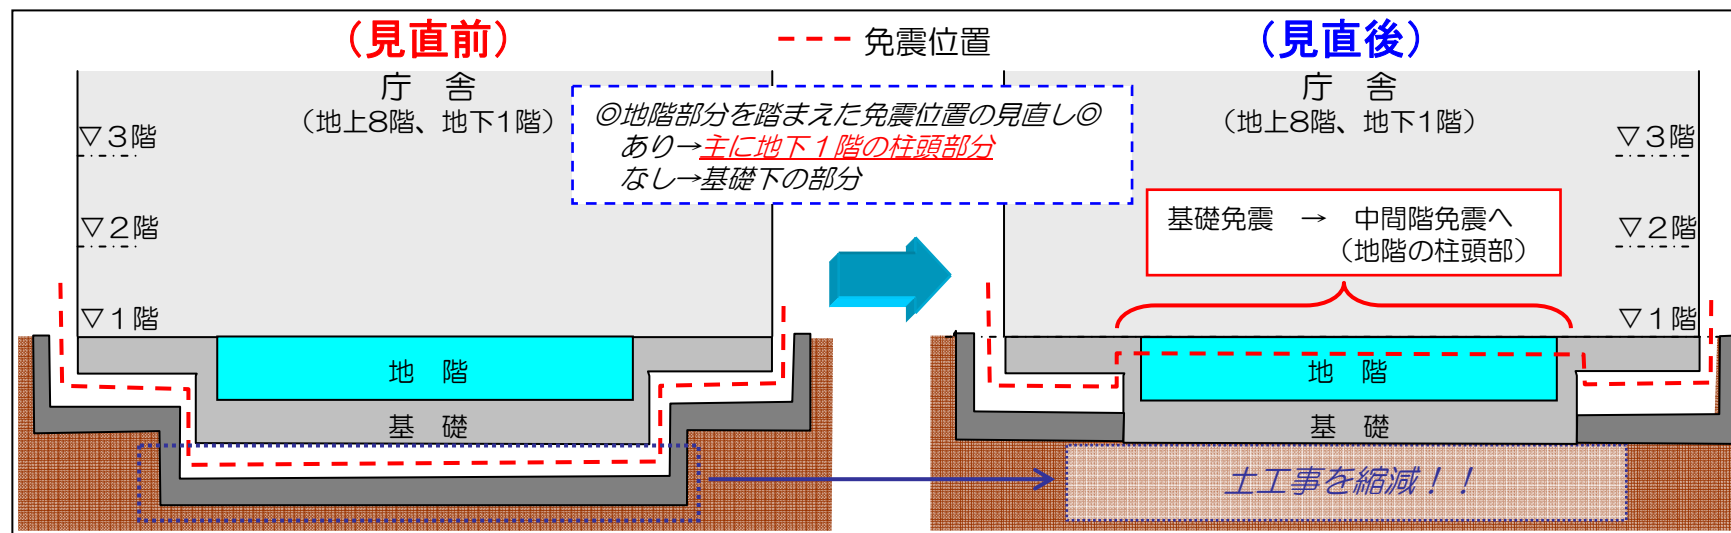 （見直前）
免震位置
（見直後）
庁　舎
（地上8階、地下1階）
▽3階
▽2階
▽1階
地　階
基　礎
◎地階部分を踏まえた免震位置の見直し◎
あり→主に地下１階の柱頭部分
なし→基礎下の部分
庁　舎
（地上8階、地下1階）
▽3階
▽2階
▽1階
基礎免震　→　中間階免震へ
（地階の柱頭部）
地　階
基　礎
土工事を縮減！！